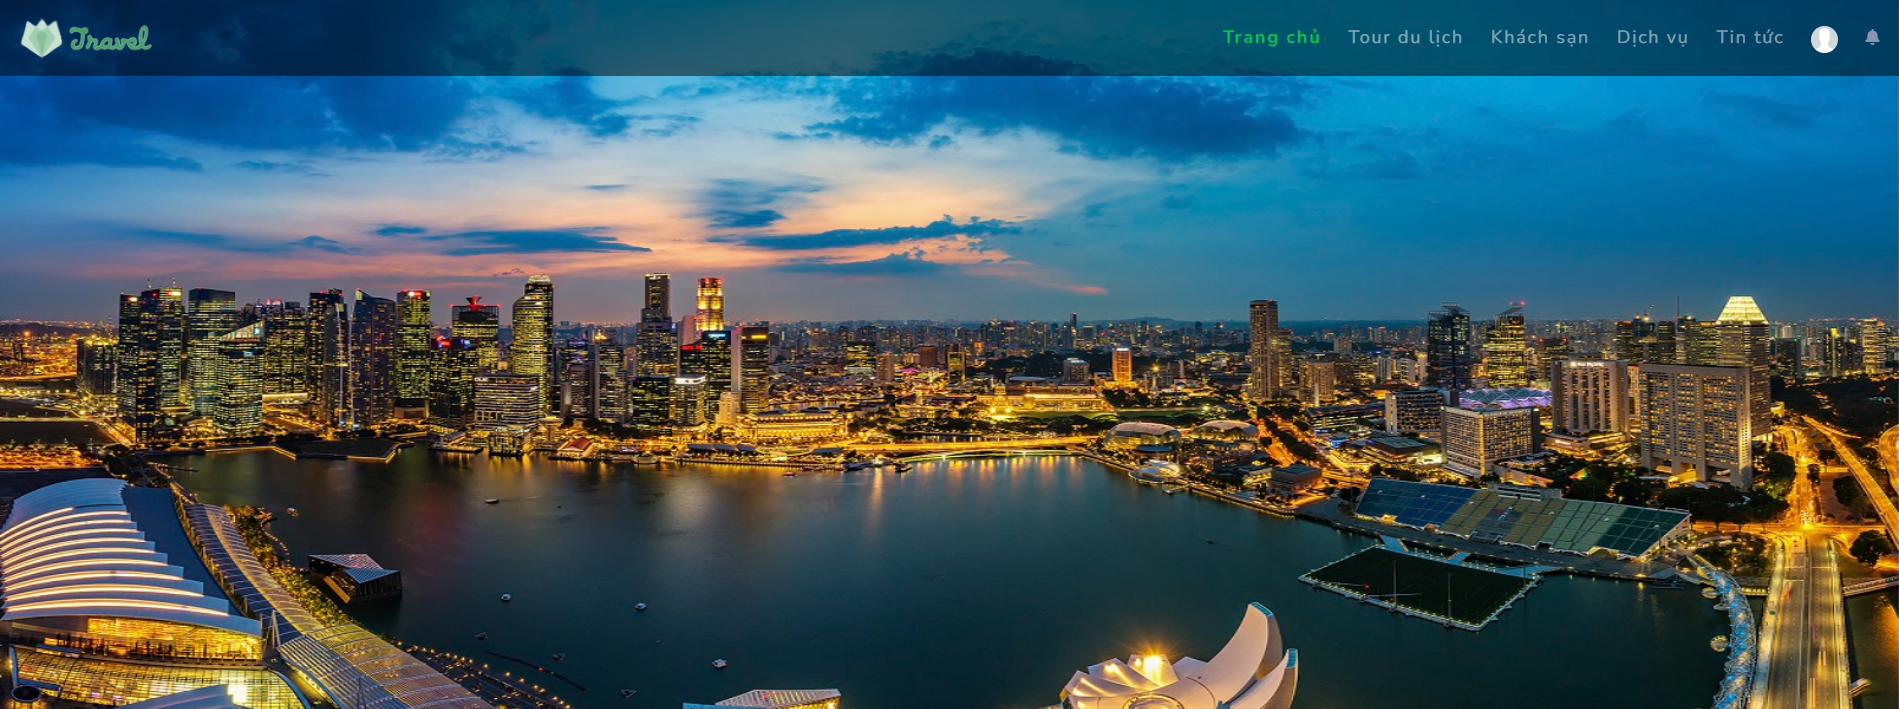 Travel
Trang chủ Tour du lịch Khách sạn Dịch vụ Tin tức